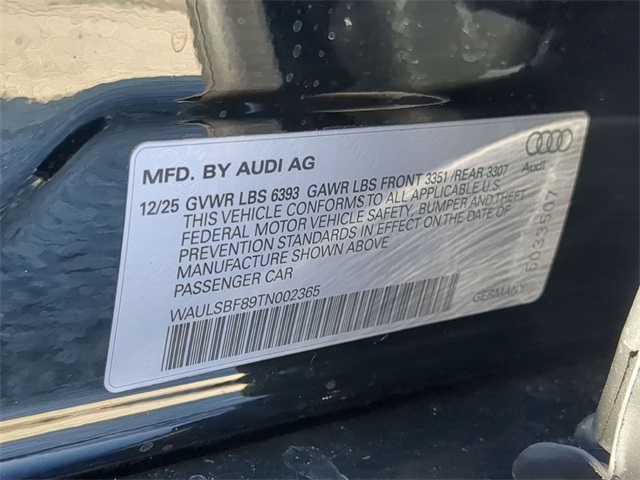 MFD. BY AUDI AG
12/25 GVWR LBS 6393 GAWR LBS FRONT 3351 /REAR 3307
THIS VEHICLE CONFORMS TO ALL APPLICABLE U.S.
FEDERAL MOTOR VEHICLE SAFETY, BUMPER AND THEFT
PREVENTION STANDARDS IN EFFECT ON THE DATE OF
MANUFACTURE SHOWN ABOVE
PASSENGER CAR
WAULSBF89TN002365
GERMANY
Audi
5033507